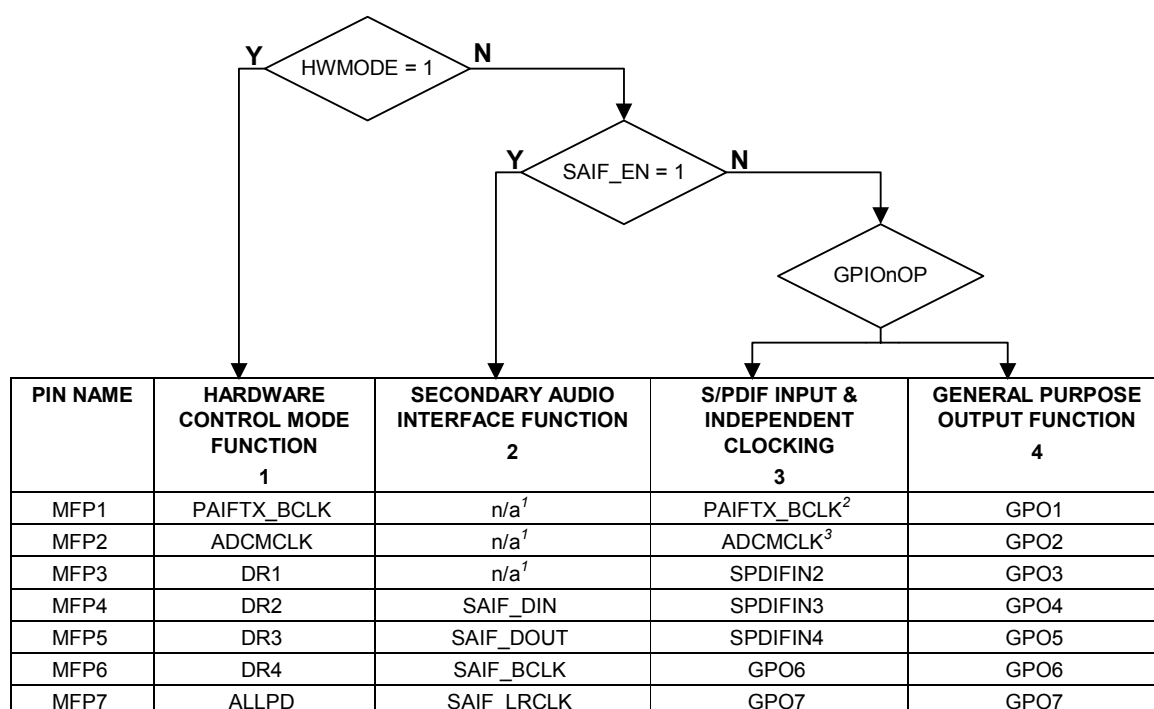 Y
HWMODE = 1
N
Y
SAIF_EN = 1
N
GPIOnOP
PIN NAME
HARDWARE
CONTROL MODE
FUNCTION
1
SECONDARY AUDIO
INTERFACE FUNCTION
2
S/PDIF INPUT &
INDEPENDENT
CLOCKING
3
GENERAL PURPOSE
OUTPUT FUNCTION
4
MFP1 PAIFTX_BCLK n/a¹ PAIFTX_BCLK² GPO1
MFP2 ADCMCLK n/a¹ ADCMCLK³ GPO2
MFP3 DR1 n/a¹ SPDIFIN2 GPO3
MFP4 DR2 SAIF_DIN SPDIFIN3 GPO4
MFP5 DR3 SAIF_DOUT SPDIFIN4 GPO5
MFP6 DR4 SAIF_BCLK GPO6 GPO6
MFP7 ALLPD SAIF_LRCLK GPO7 GPO7